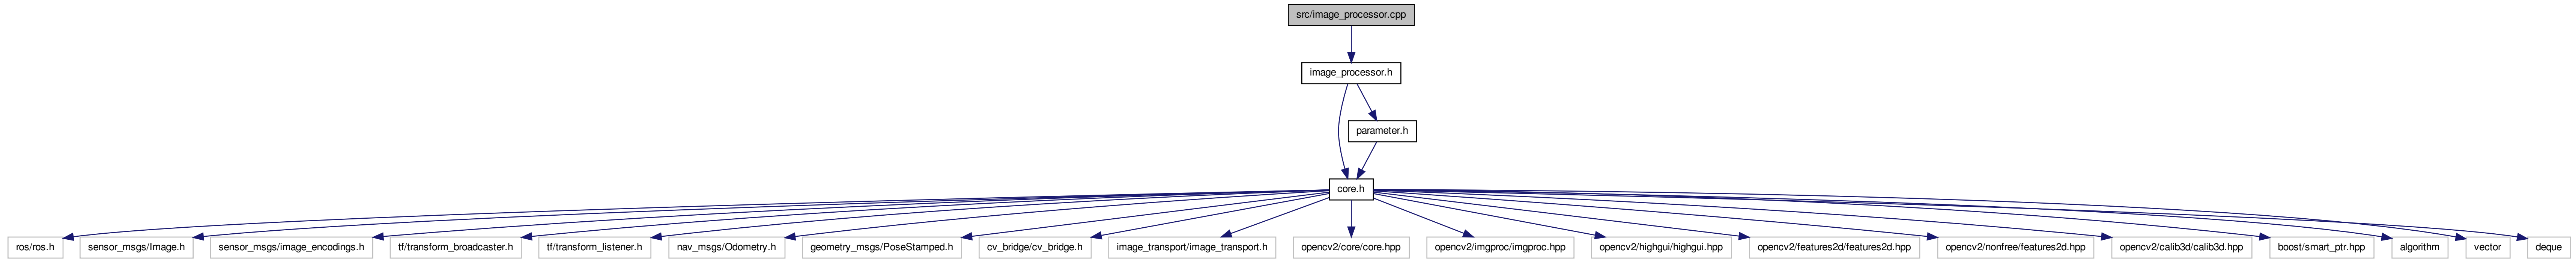 src/image_processor.cpp
image_processor.h
parameter.h
core.h
ros/ros.h
sensor_msgs/Image.h
sensor_msgs/image_encodings.h
tf/transform_broadcaster.h
tf/transform_listener.h
nav_msgs/Odometry.h
geometry_msgs/PoseStamped.h
cv_bridge/cv_bridge.h
image_transport/image_transport.h
opencv2/core/core.hpp
opencv2/imgproc/imgproc.hpp
opencv2/highgui/highgui.hpp
opencv2/features2d/features2d.hpp
opencv2/nonfree/features2d.hpp
opencv2/calib3d/calib3d.hpp
boost/smart_ptr.hpp
algorithm
vector
deque